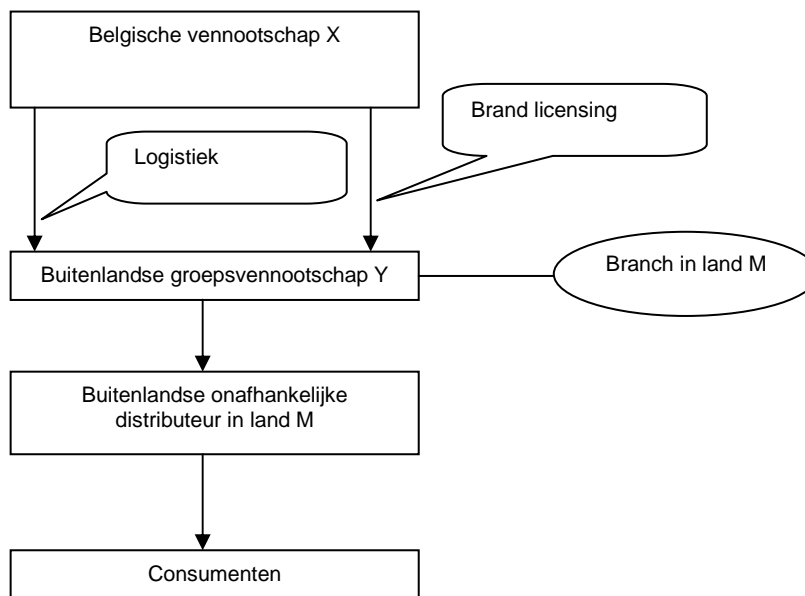 Belgische vennootschap X
Brand licensing
Logistiek
Buitenlandse groepsvennootschap Y
Branch in land M
Buitenlandse onafhankelijke
distributeur in land M
Consumenten